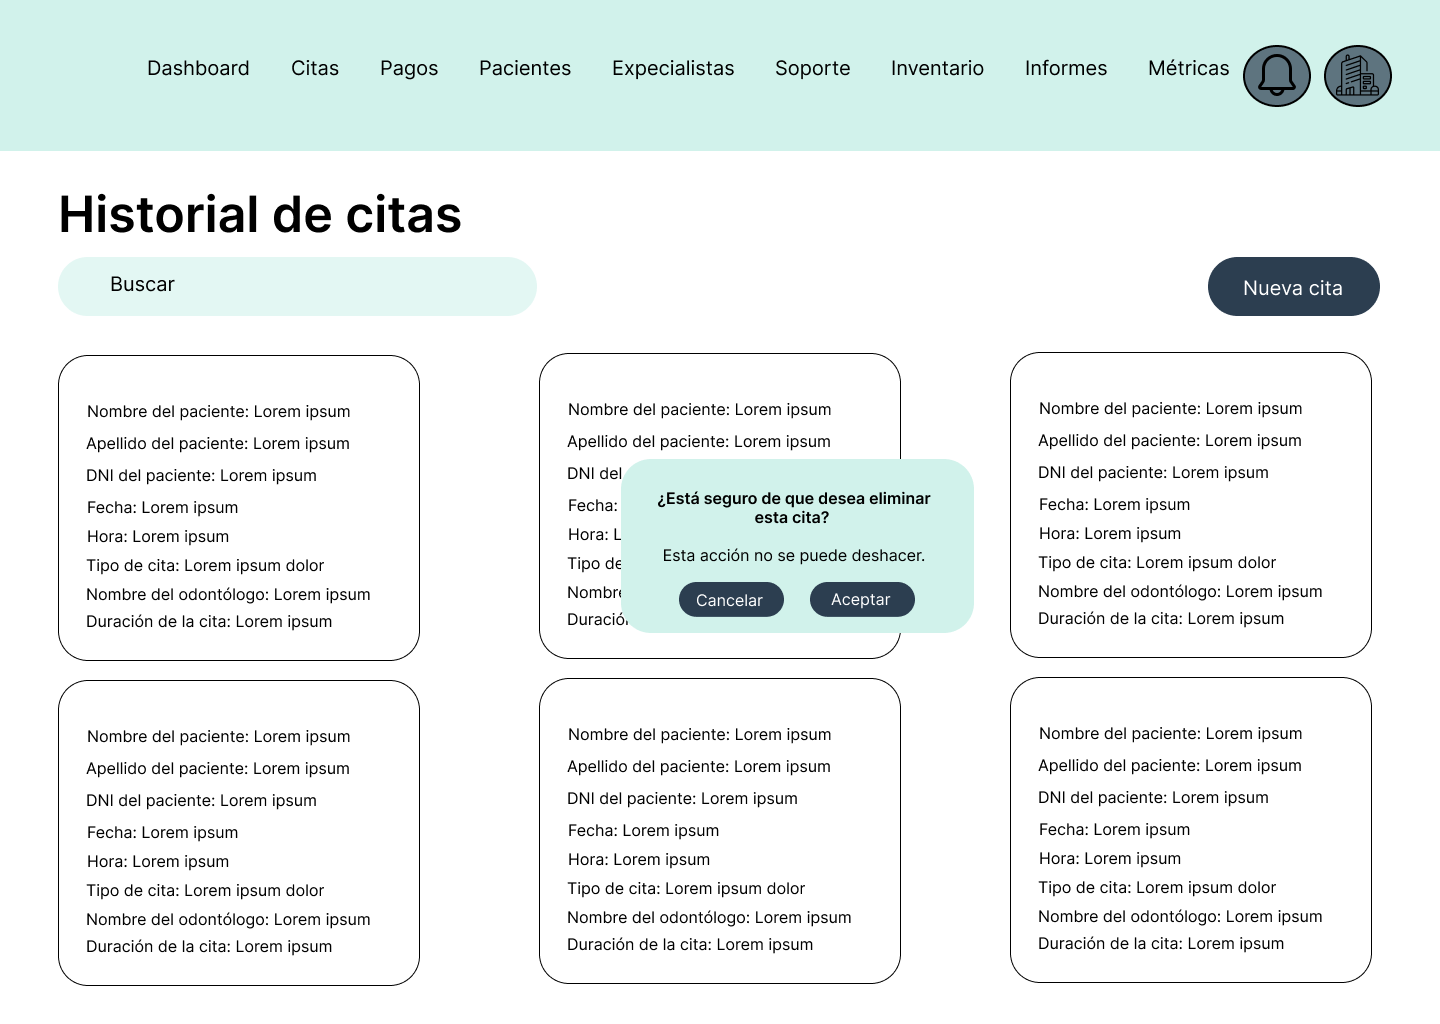 Dashboard Citas Pagos Pacientes Expecialistas Soporte Inventario Informes Métricas
Historial de citas
Buscar
Nueva cita
Nombre del paciente: Lorem ipsum
Apellido del paciente: Lorem ipsum
DNI del paciente: Lorem ipsum
Fecha: Lorem ipsum
Hora: Lorem ipsum
Tipo de cita: Lorem ipsum dolor
Nombre del odontólogo: Lorem ipsum
Duración de la cita: Lorem ipsum
Nombre del paciente: Lorem ipsum
Apellido del paciente: Lorem ipsum
DNI del
Fecha:
Hora: L
Tipo de
Nombre
Duració
¿Está seguro de que desea eliminar
esta cita?
Esta acción no se puede deshacer.
Cancelar
Aceptar
Nombre del paciente: Lorem ipsum
Apellido del paciente: Lorem ipsum
DNI del paciente: Lorem ipsum
Fecha: Lorem ipsum
Hora: Lorem ipsum
Tipo de cita: Lorem ipsum dolor
Nombre del odontólogo: Lorem ipsum
Duración de la cita: Lorem ipsum
Nombre del paciente: Lorem ipsum
Apellido del paciente: Lorem ipsum
DNI del paciente: Lorem ipsum
Fecha: Lorem ipsum
Hora: Lorem ipsum
Tipo de cita: Lorem ipsum dolor
Nombre del odontólogo: Lorem ipsum
Duración de la cita: Lorem ipsum
Nombre del paciente: Lorem ipsum
Apellido del paciente: Lorem ipsum
DNI del paciente: Lorem ipsum
Fecha: Lorem ipsum
Hora: Lorem ipsum
Tipo de cita: Lorem ipsum dolor
Nombre del odontólogo: Lorem ipsum
Duración de la cita: Lorem ipsum
Nombre del paciente: Lorem ipsum
Apellido del paciente: Lorem ipsum
DNI del paciente: Lorem ipsum
Fecha: Lorem ipsum
Hora: Lorem ipsum
Tipo de cita: Lorem ipsum dolor
Nombre del odontólogo: Lorem ipsum
Duración de la cita: Lorem ipsum